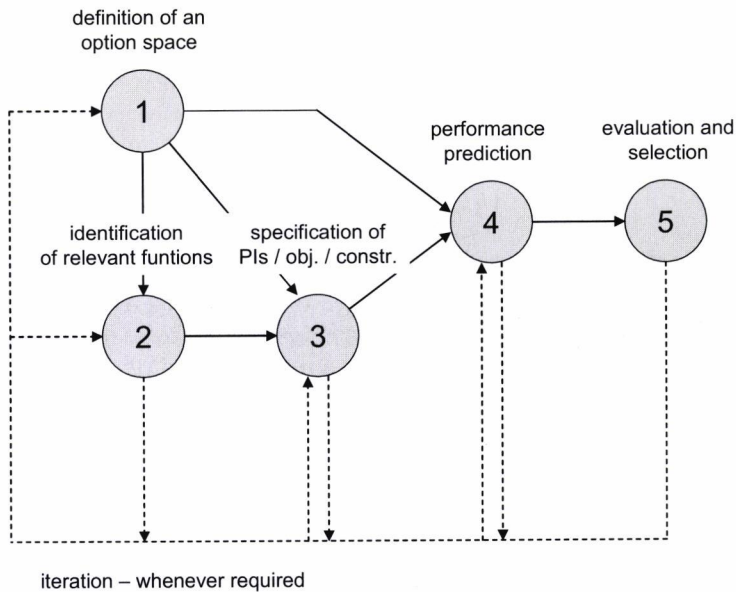 definition of an
option space
1
performance
prediction
evaluation and
selection
4
5
identification
of relevant funtions
specification of
PIs / obj. / constr.
2
3
iteration – whenever required